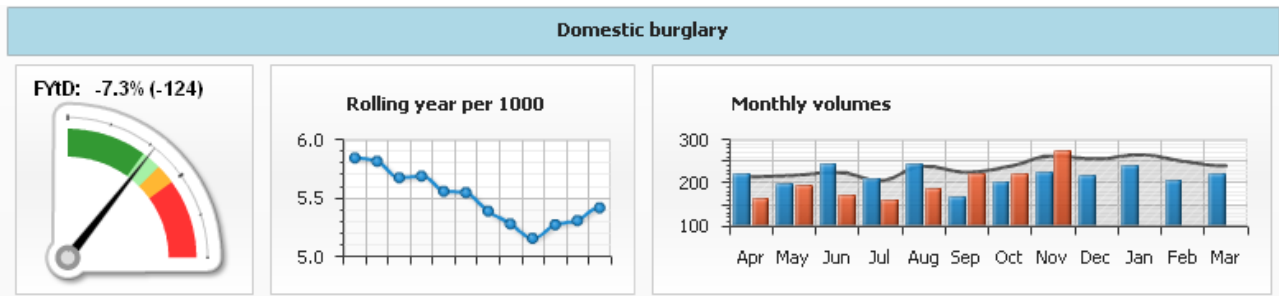 Domestic burglary
FYtD: -7.3% (-124)
Rolling year per 1000
6.0
5.5
5.0
Monthly volumes
300
200
100
Apr May Jun Jul Aug Sep Oct Nov Dec Jan Feb Mar